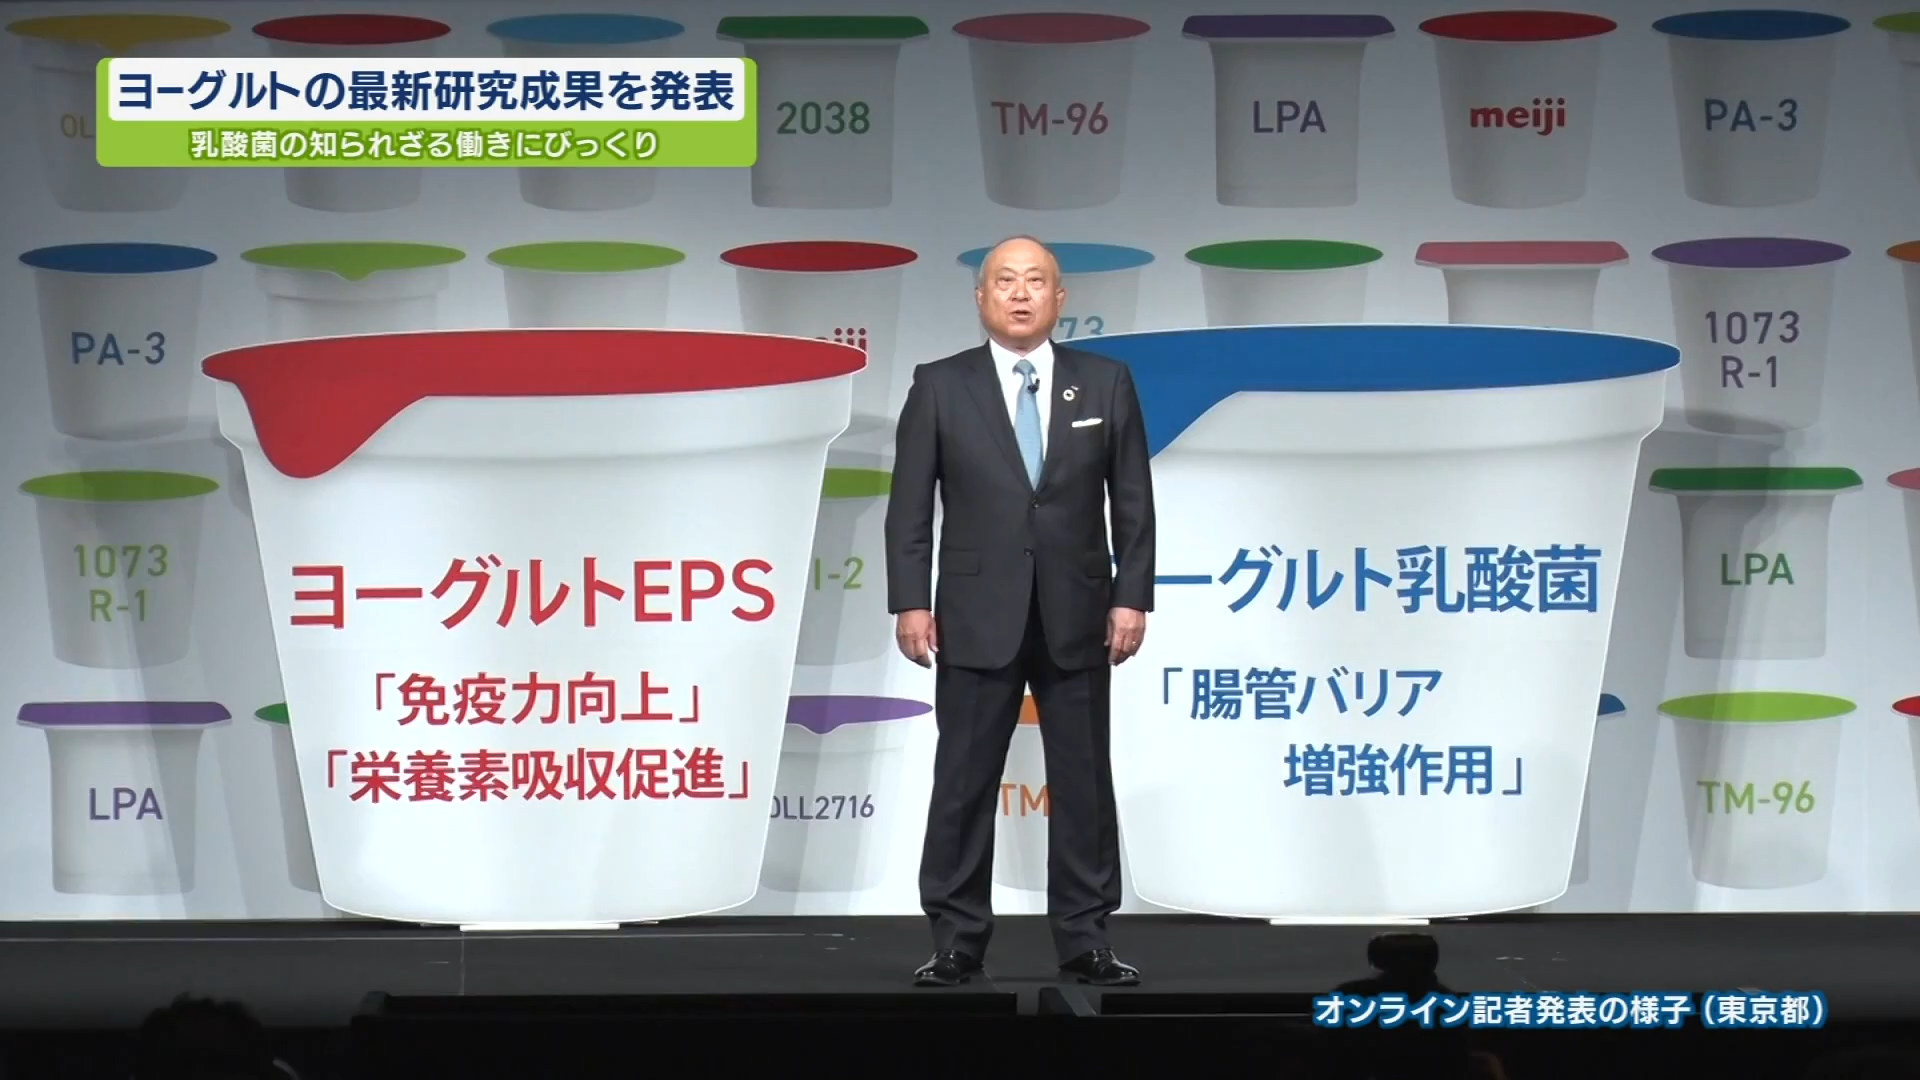 ヨーグルトの最新研究成果を発表
乳酸菌の知られざる働きにびっくり
OL
2038
TM-96
LPA
meiji
PA-3
PA-3
73
1073
R-1
1073
R-1
I-2
LPA
ヨーグルトEPS
「免疫力向上」
「栄養素吸収促進」
ーグルト乳酸菌
「腸管バリア
増強作用」
LPA
OLL2716
TM
TM-96
オンライン記者発表の様子（東京都）